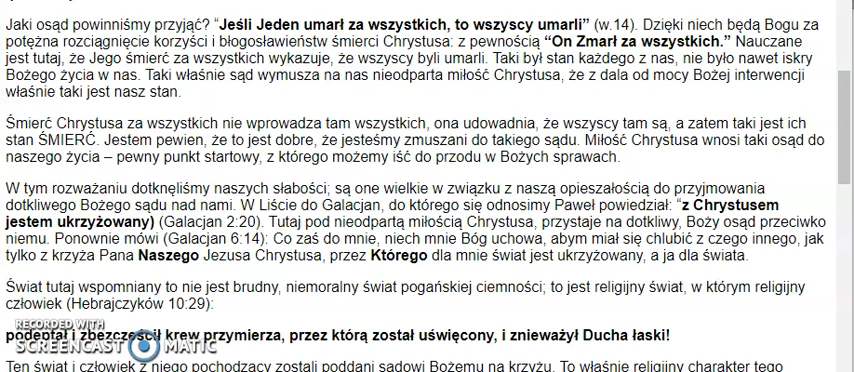 Jaki osąd powinniśmy przyjąć? “Jeśli Jeden umarł za wszystkich, to wszyscy umarli” (w.14). Dzięki niech będą Bogu za
potężna rozciągnięcie korzyści i błogosławieństw śmierci Chrystusa: z pewnością “On Zmarł za wszystkich.” Nauczane
jest tutaj, że Jego śmierć za wszystkich wykazuje, że wszyscy byli umarli. Taki był stan każdego z nas, nie było nawet iskry
Bożego życia w nas. Taki właśnie sąd wymusza na nas nieodparta miłość Chrystusa, że z dala od mocy Bożej interwencji
właśnie taki jest nasz stan.
Śmierć Chrystusa za wszystkich nie wprowadza tam wszystkich, ona udowadnia, że wszyscy tam są, a zatem taki jest ich
stan ŚMIERĆ. Jestem pewien, że to jest dobre, że jesteśmy zmuszani do takiego sądu. Miłość Chrystusa wnosi taki osąd do
naszego życia – pewny punkt startowy, z którego możemy iść do przodu w Bożych sprawach.
W tym rozważaniu dotknęliśmy naszych słabości; są one wielkie w związku z naszą opieszałością do przyjmowania
dotkliwego Bożego sądu nad nami. W Liście do Galacjan, do którego się odnosimy Paweł powiedział: “z Chrystusem
jestem ukrzyżowany) (Galacjan 2:20). Tutaj pod nieodpartą miłością Chrystusa, przystaje na dotkliwy, Boży osąd przeciwko
niemu. Ponownie mówi (Galacjan 6:14): Co zaś do mnie, niech mnie Bóg uchowa, abym miał się chlubić z czego innego, jak
tylko z krzyża Pana Naszego Jezusa Chrystusa, przez Którego dla mnie świat jest ukrzyżowany, a ja dla świata.
Świat tutaj wspomniany to nie jest brudny, niemoralny świat pogańskiej ciemności; to jest religijny świat, w którym religijny
człowiek (Hebrajczyków 10:29):
RECORDED WITH
podeptał i zbezcześcił krew przymierza, przez którą został uświęcony, i znieważył Ducha łaski!
SCREENCAST MATIC
Ten świat i człowiek z niego pochodzący zostali poddani sądowi Bożemu na krzyżu. To właśnie religijny charakter tego